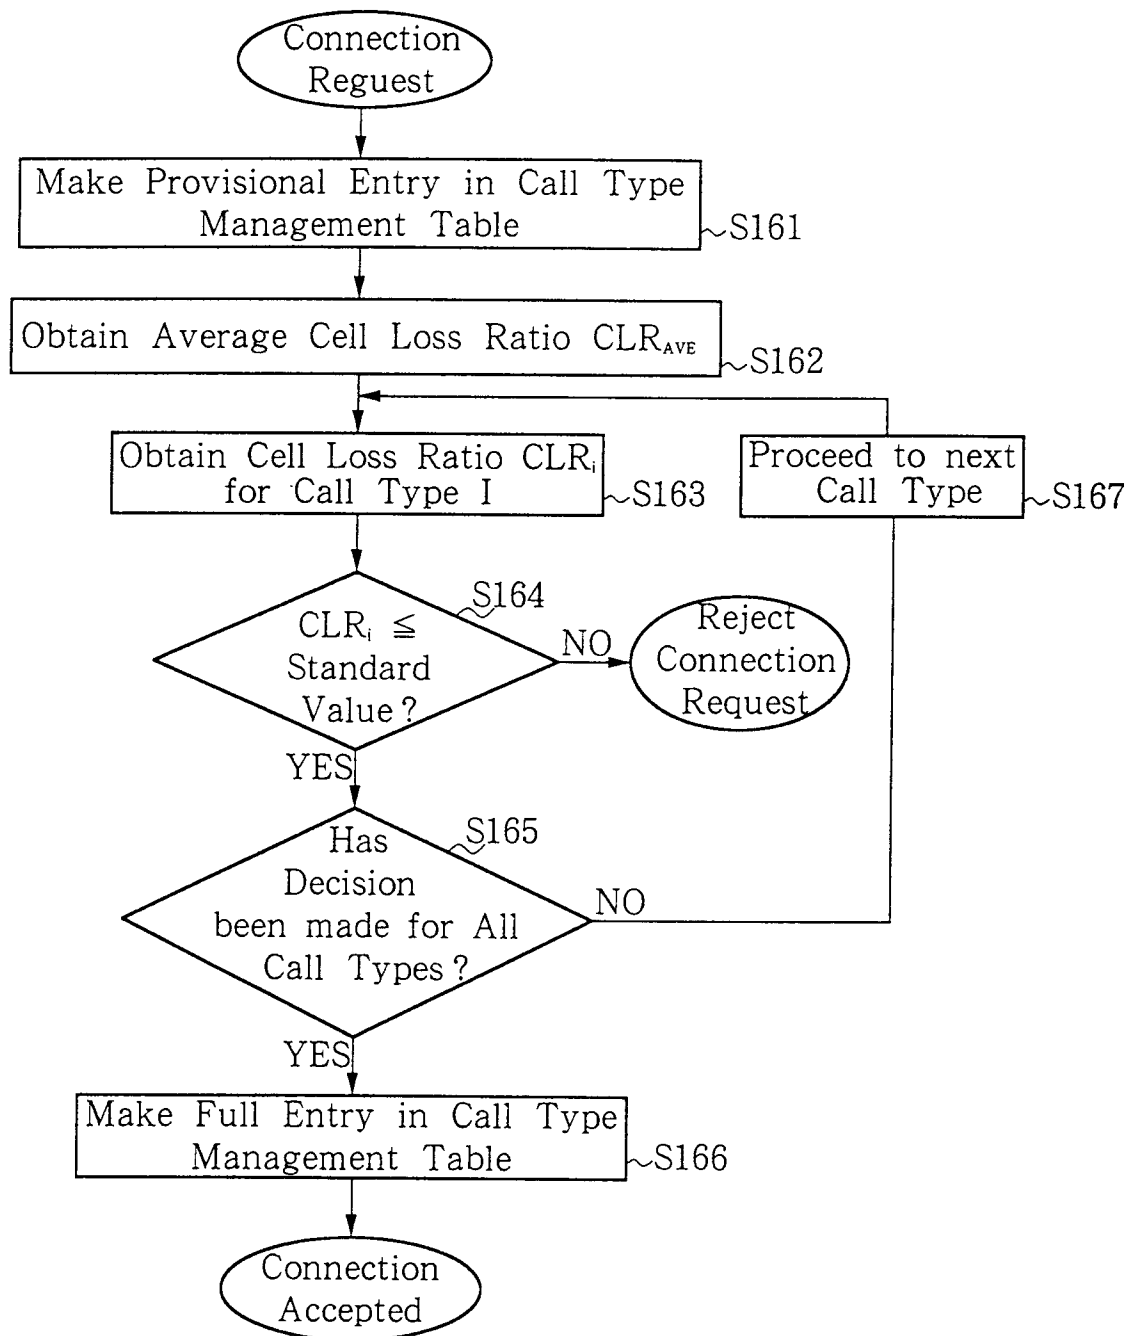 Connection
Reguest
Make Provisional Entry in Call Type
Management Table
S161
Obtain Average Cell Loss Ratio CLR_AVE
S162
Obtain Cell Loss Ratio CLR_i
for Call Type I
S163
Proceed to next
Call Type
S167
S164
CLR_i ≦
Standard
Value?
NO
Reject
Connection
Request
YES
S165
Has
Decision
been made for All
Call Types?
NO
YES
Make Full Entry in Call Type
Management Table
S166
Connection
Accepted